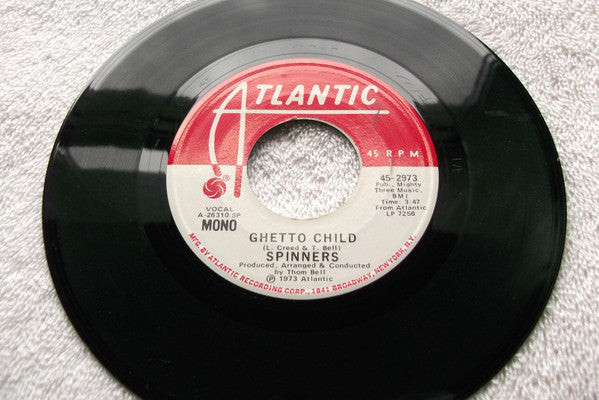 ATLANTIC
45 RPM
VOCAL
A-26310 SP
MONO
45-2973
Pub., Mighty
Three Music,
BMI
Time: 3:47
From Atlantic
LP 7256
GHETTO CHILD
(L. Creed & T. Bell)
SPINNERS
Produced, Arranged & Conducted
by Thom Bell
℗ 1973 Atlantic
MFG. BY ATLANTIC RECORDING CORP., 1841 BROADWAY, NEW YORK, N.Y.